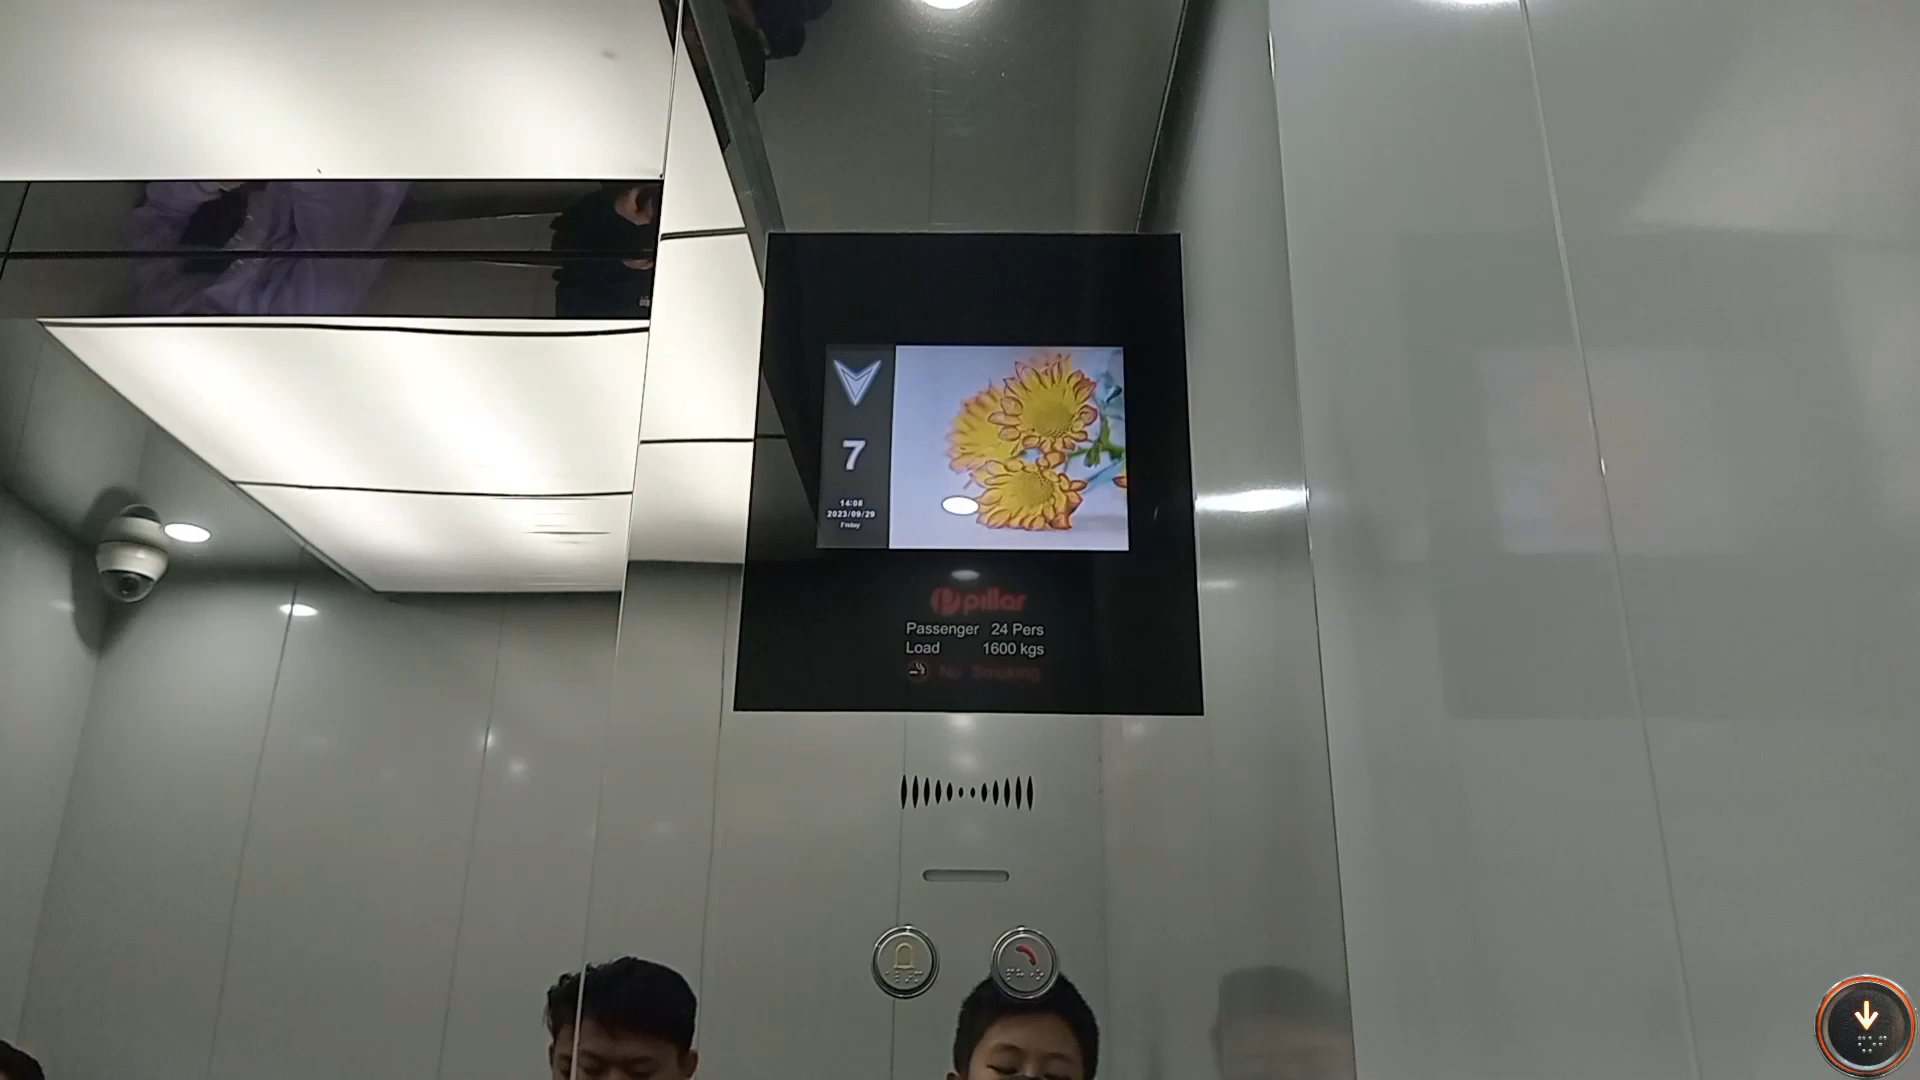 7
14:08
2023/09/29
Friday
pillar
Passenger 24 Pers
Load 1600 kgs
No Smoking